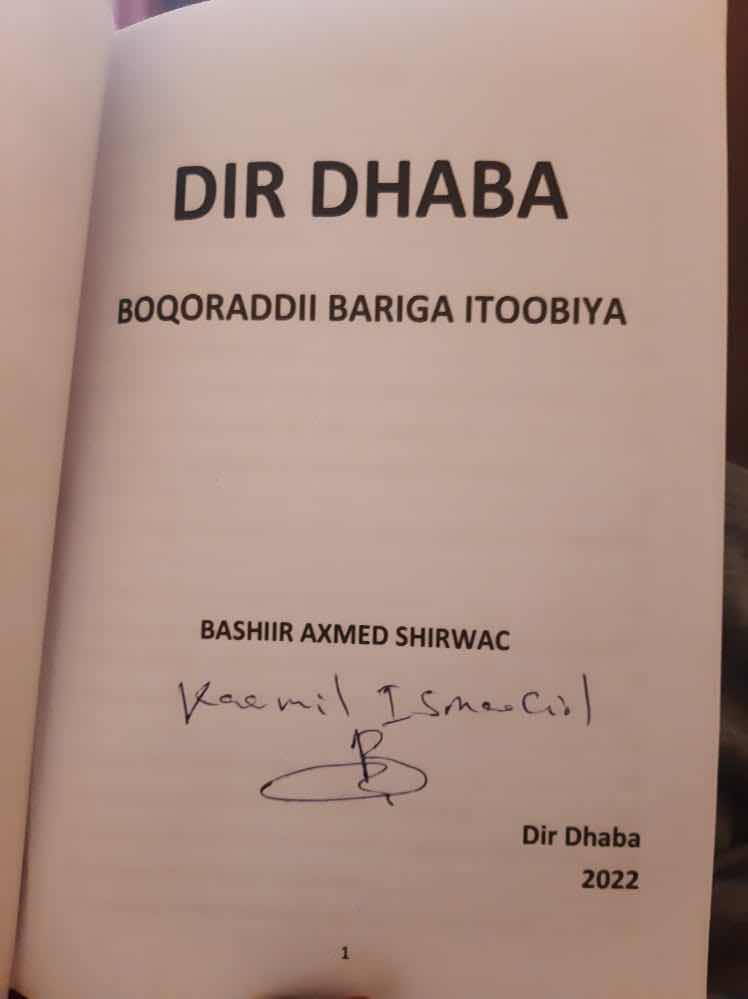 DIR DHABA
BOQORADDII BARIGA ITOOBIYA
BASHIIR AXMED SHIRWAC
Kaamil Ismaaciil
Dir Dhaba
2022
1